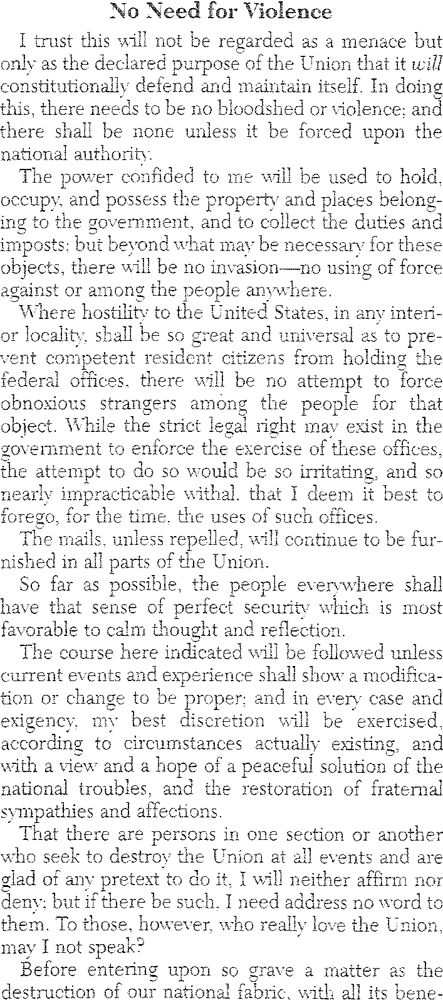 No Need for Violence
I trust this will not be regarded as a menace but
only as the declared purpose of the Union that it will
constitutionally defend and maintain itself. In doing
this, there needs to be no bloodshed or violence; and
there shall be none unless it be forced upon the
national authority.
The power confided to me will be used to hold,
occupy, and possess the property and places belong-
ing to the government, and to collect the duties and
imposts; but beyond what may be necessary for these
objects, there will be no invasion—no using of force
against or among the people anywhere.
Where hostility to the United States, in any interi-
or locality, shall be so great and universal as to pre-
vent competent resident citizens from holding the
federal offices, there will be no attempt to force
obnoxious strangers among the people for that
object. While the strict legal right may exist in the
government to enforce the exercise of these offices,
the attempt to do so would be so irritating, and so
nearly impracticable withal, that I deem it best to
forego, for the time, the uses of such offices.
The mails, unless repelled, will continue to be fur-
nished in all parts of the Union.
So far as possible, the people everywhere shall
have that sense of perfect security which is most
favorable to calm thought and reflection.
The course here indicated will be followed unless
current events and experience shall show a modifica-
tion or change to be proper; and in every case and
exigency, my best discretion will be exercised,
according to circumstances actually existing, and
with a view and a hope of a peaceful solution of the
national troubles, and the restoration of fraternal
sympathies and affections.
That there are persons in one section or another
who seek to destroy the Union at all events and are
glad of any pretext to do it, I will neither affirm nor
deny; but if there be such, I need address no word to
them. To those, however, who really love the Union,
may I not speak?
Before entering upon so grave a matter as the
destruction of our national fabric, with all its bene-